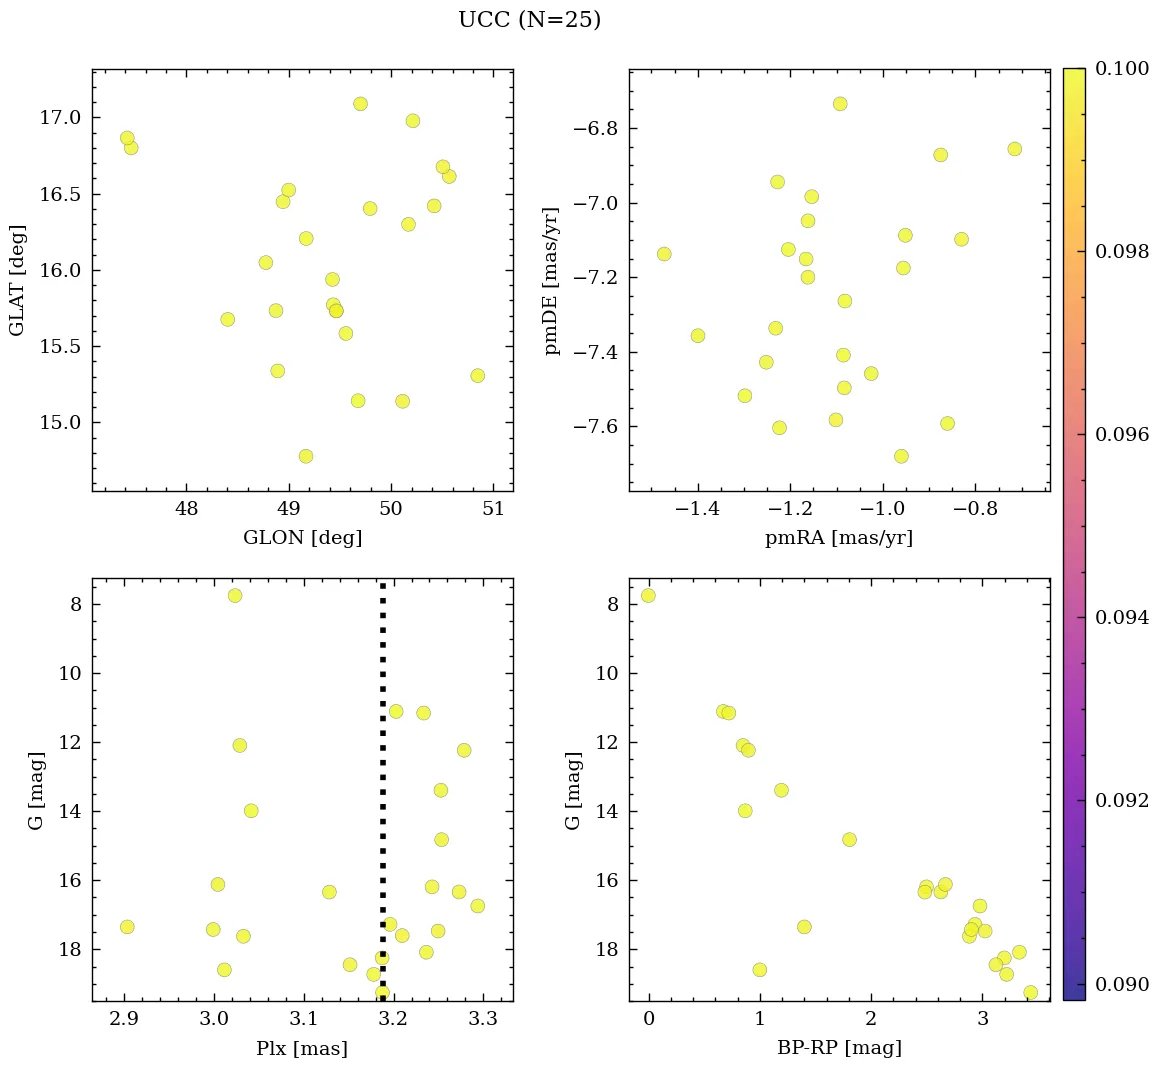 UCC (N=25)
17.0
16.5
16.0
15.5
15.0
GLAT [deg]
48 49 50 51
GLON [deg]
−6.8
−7.0
−7.2
−7.4
−7.6
pmDE [mas/yr]
−1.4 −1.2 −1.0 −0.8
pmRA [mas/yr]
0.100
0.098
0.096
0.094
0.092
0.090
8
10
12
14
16
18
G [mag]
2.9 3.0 3.1 3.2 3.3
Plx [mas]
8
10
12
14
16
18
G [mag]
0 1 2 3
BP-RP [mag]